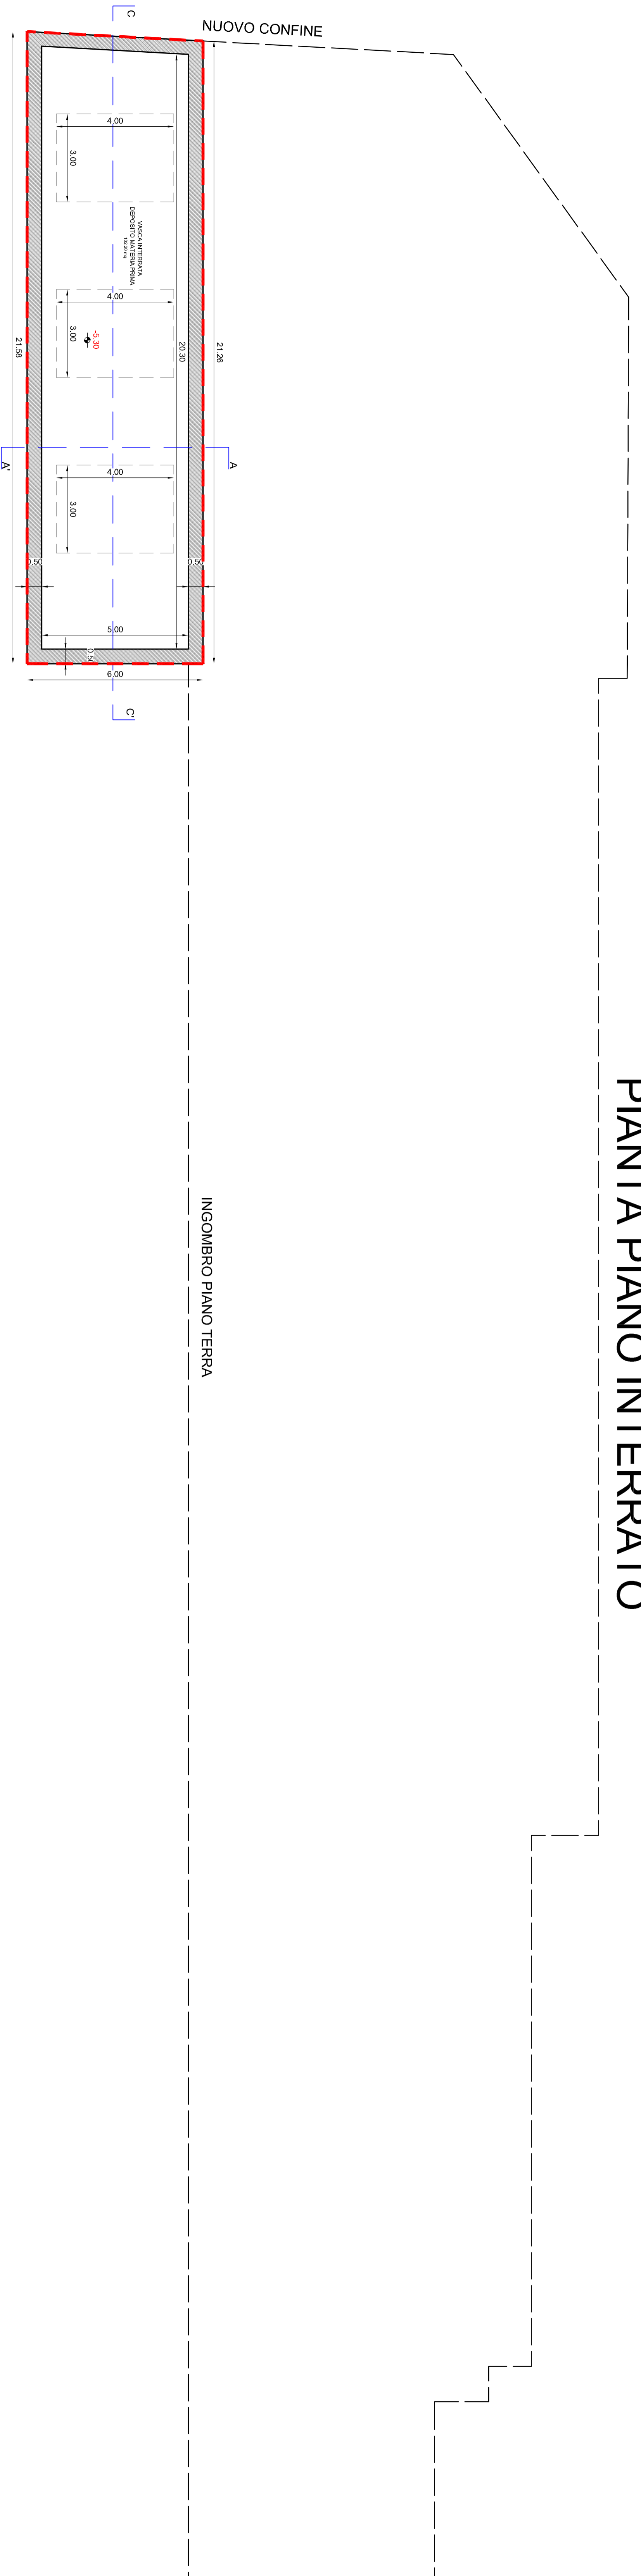 C
NUOVO CONFINE
4.00
3.00
VASCA INTERRATA
DEPOSITO MATERIA PRIMA
4.00
3.00
-5.30
20.30
21.26
21.58
A
A'
4.00
3.00
0.50
0.50
5.00
0.50
6.00
C'
PIANTA PIANO INTERRATO
INGOMBRO PIANO TERRA